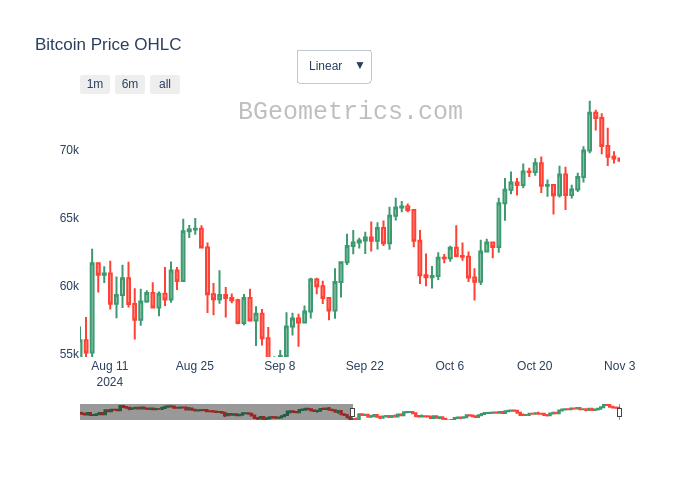 Bitcoin Price OHLC
Linear ▼
1m 6m all
BGeometrics.com
70k
65k
60k
55k
Aug 11 Aug 25 Sep 8 Sep 22 Oct 6 Oct 20 Nov 3
2024